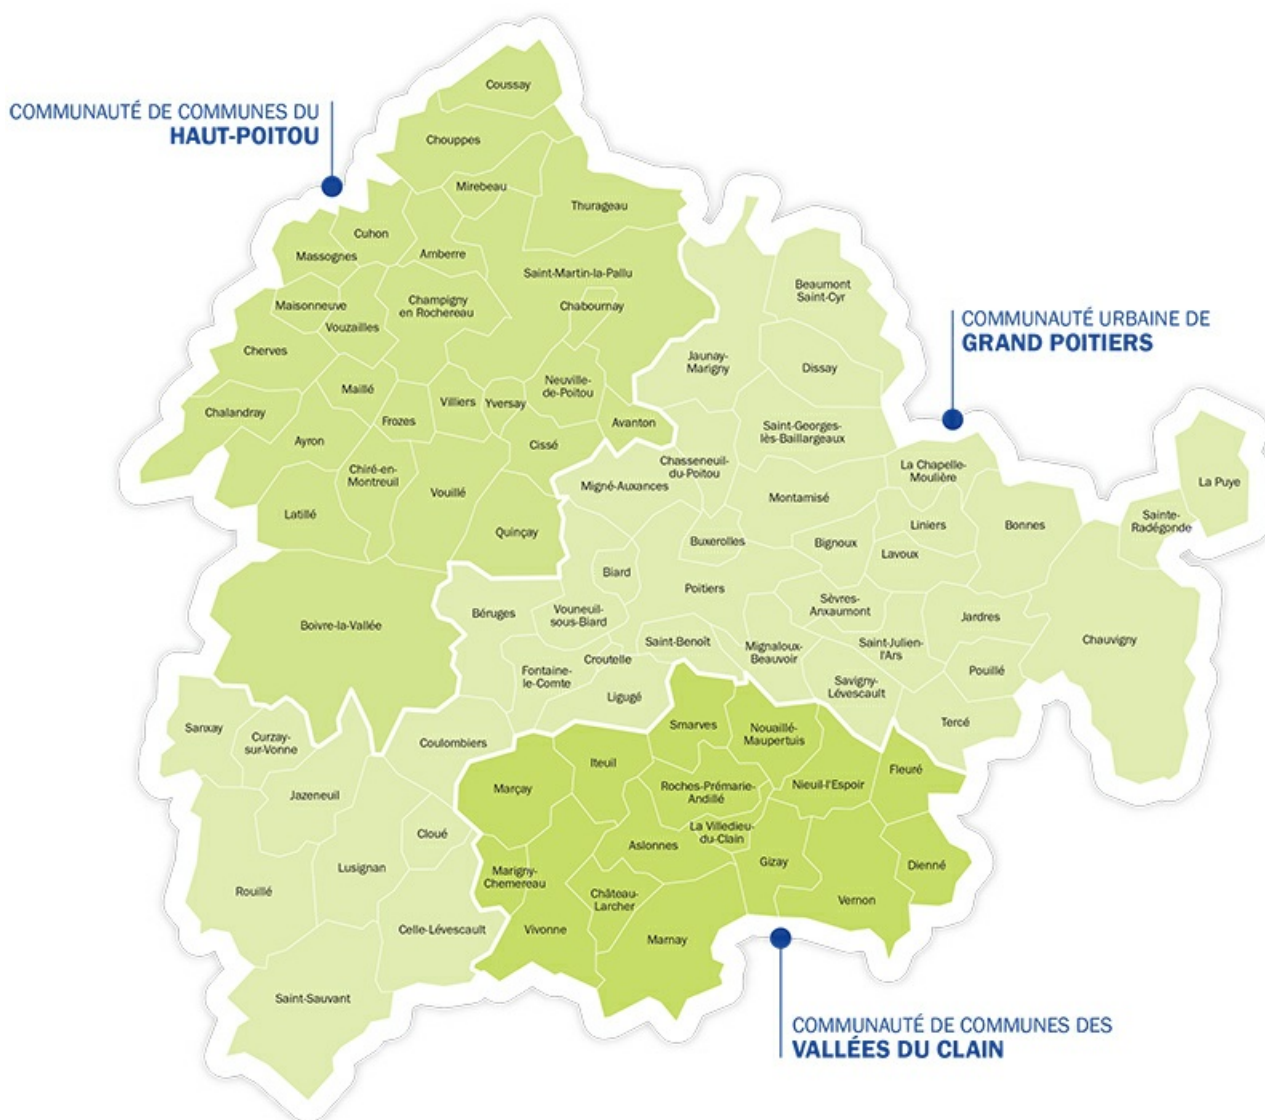 COMMUNAUTÉ DE COMMUNES DU
HAUT-POITOU
Coussay
Chouppes
Mirebeau
Thurageau
Cuhon
Massognes
Amberre
Saint-Martin-la-Pallu
Maisonneuve
Champigny
en Rochereau
Chabournay
Vouzailles
Cherves
Maillé
Neuville-
de-Poitou
Villiers
Yversay
Chalandray
Frozes
Avanton
Ayron
Cissé
Chiré-en-
Montreuil
Vouillé
Latillé
Quinçay
Boivre-la-Vallée
COMMUNAUTÉ URBAINE DE
GRAND POITIERS
Beaumont
Saint-Cyr
Jaunay-
Marigny
Dissay
Saint-Georges-
lès-Baillargeaux
Chasseneuil-
du-Poitou
Migné-Auxances
La Chapelle-
Moulière
Montamisé
La Puye
Sainte-
Radégonde
Liniers
Bonnes
Buxerolles
Bignoux
Lavoux
Biard
Poitiers
Sèvres-
Anxaumont
Béruges
Vouneuil-
sous-Biard
Jardres
Chauvigny
Saint-Benoît
Mignaloux-
Beauvoir
Saint-Julien-
l'Ars
Croutelle
Fontaine-
le-Comte
Pouillé
Savigny-
Lévescault
Ligugé
Tercé
Sanxay
Curzay-
sur-Vonne
Coulombiers
Jazeneuil
Cloué
Lusignan
Rouillé
Celle-Lévescault
Saint-Sauvant
Smarves
Nouaillé-
Maupertuis
Iteuil
Fleuré
Marçay
Roches-Prémarie-
Andillé
Nieuil-l'Espoir
La Villedieu-
du-Clain
Aslonnes
Gizay
Dienné
Marigny-
Chemereau
Château-
Larcher
Vernon
Vivonne
Marnay
COMMUNAUTÉ DE COMMUNES DES
VALLÉES DU CLAIN